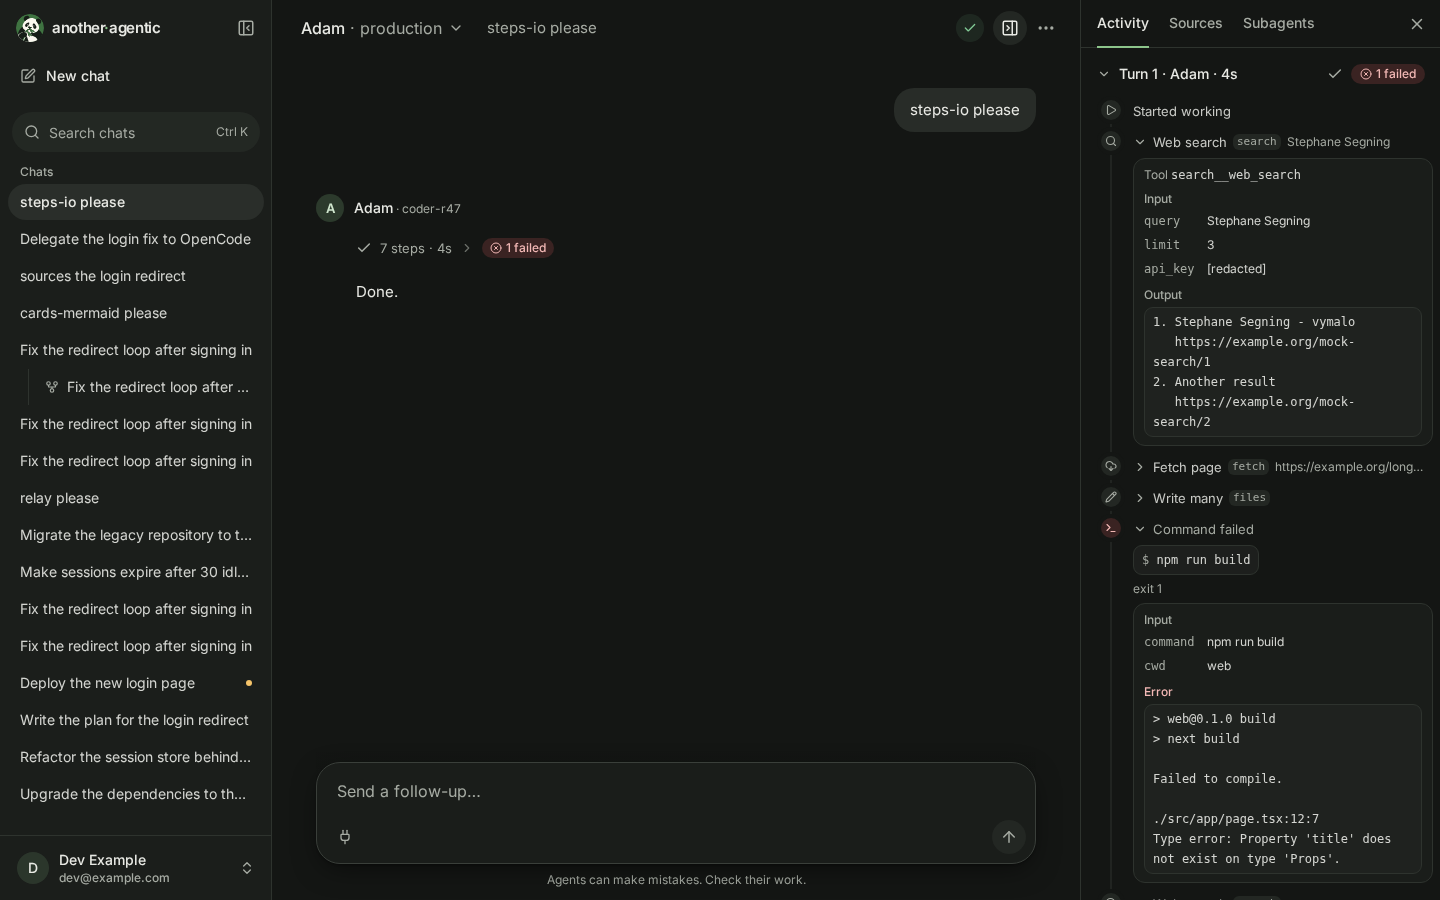 another·agentic
New chat
Search chats
Ctrl K
Chats
steps-io please
Delegate the login fix to OpenCode
sources the login redirect
cards-mermaid please
Fix the redirect loop after signing in
Fix the redirect loop after ...
Fix the redirect loop after signing in
Fix the redirect loop after signing in
relay please
Migrate the legacy repository to t...
Make sessions expire after 30 idl...
Fix the redirect loop after signing in
Fix the redirect loop after signing in
Deploy the new login page
Write the plan for the login redirect
Refactor the session store behind...
Upgrade the dependencies to th...
D
Dev Example
dev@example.com
Adam · production
steps-io please
steps-io please
A
Adam · coder-r47
7 steps · 4s
1 failed
Done.
Send a follow-up...
Agents can make mistakes. Check their work.
Activity
Sources
Subagents
Turn 1 · Adam · 4s
1 failed
Started working
Web search search Stephane Segning
Tool search__web_search
Input
query Stephane Segning
limit 3
api_key [redacted]
Output
1. Stephane Segning - vymalo
https://example.org/mock-
search/1
2. Another result
https://example.org/mock-
search/2
Fetch page fetch https://example.org/long...
Write many files
Command failed
$ npm run build
exit 1
Input
command npm run build
cwd web
Error
> web@0.1.0 build
> next build
Failed to compile.
./src/app/page.tsx:12:7
Type error: Property 'title' does
not exist on type 'Props'.